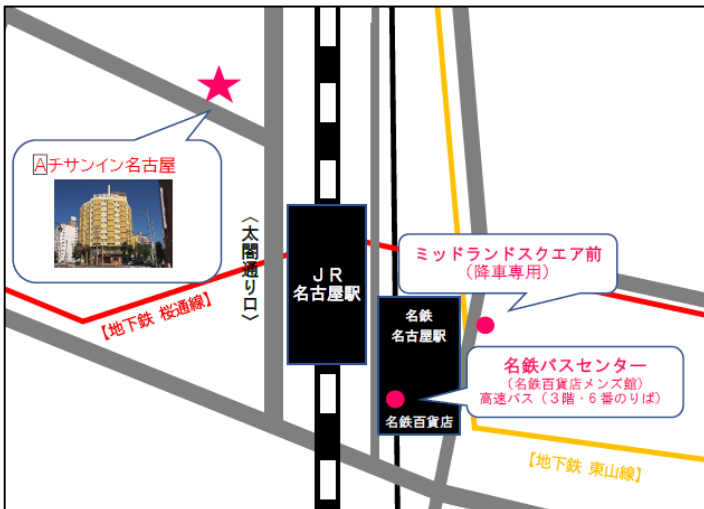 Aチサンイン名古屋
〈太閤通り口〉
JR
名古屋駅
【地下鉄 桜通線】
ミッドランドスクエア前
（降車専用）
名鉄
名古屋駅
名鉄バスセンター
（名鉄百貨店メンズ館）
高速バス（3階・6番のりば）
名鉄百貨店
【地下鉄 東山線】